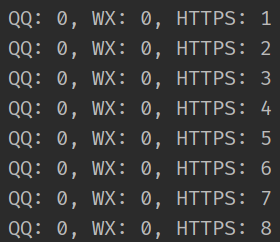 QQ: 0, WX: 0, HTTPS: 1
QQ: 0, WX: 0, HTTPS: 2
QQ: 0, WX: 0, HTTPS: 3
QQ: 0, WX: 0, HTTPS: 4
QQ: 0, WX: 0, HTTPS: 5
QQ: 0, WX: 0, HTTPS: 6
QQ: 0, WX: 0, HTTPS: 7
QQ: 0, WX: 0, HTTPS: 8